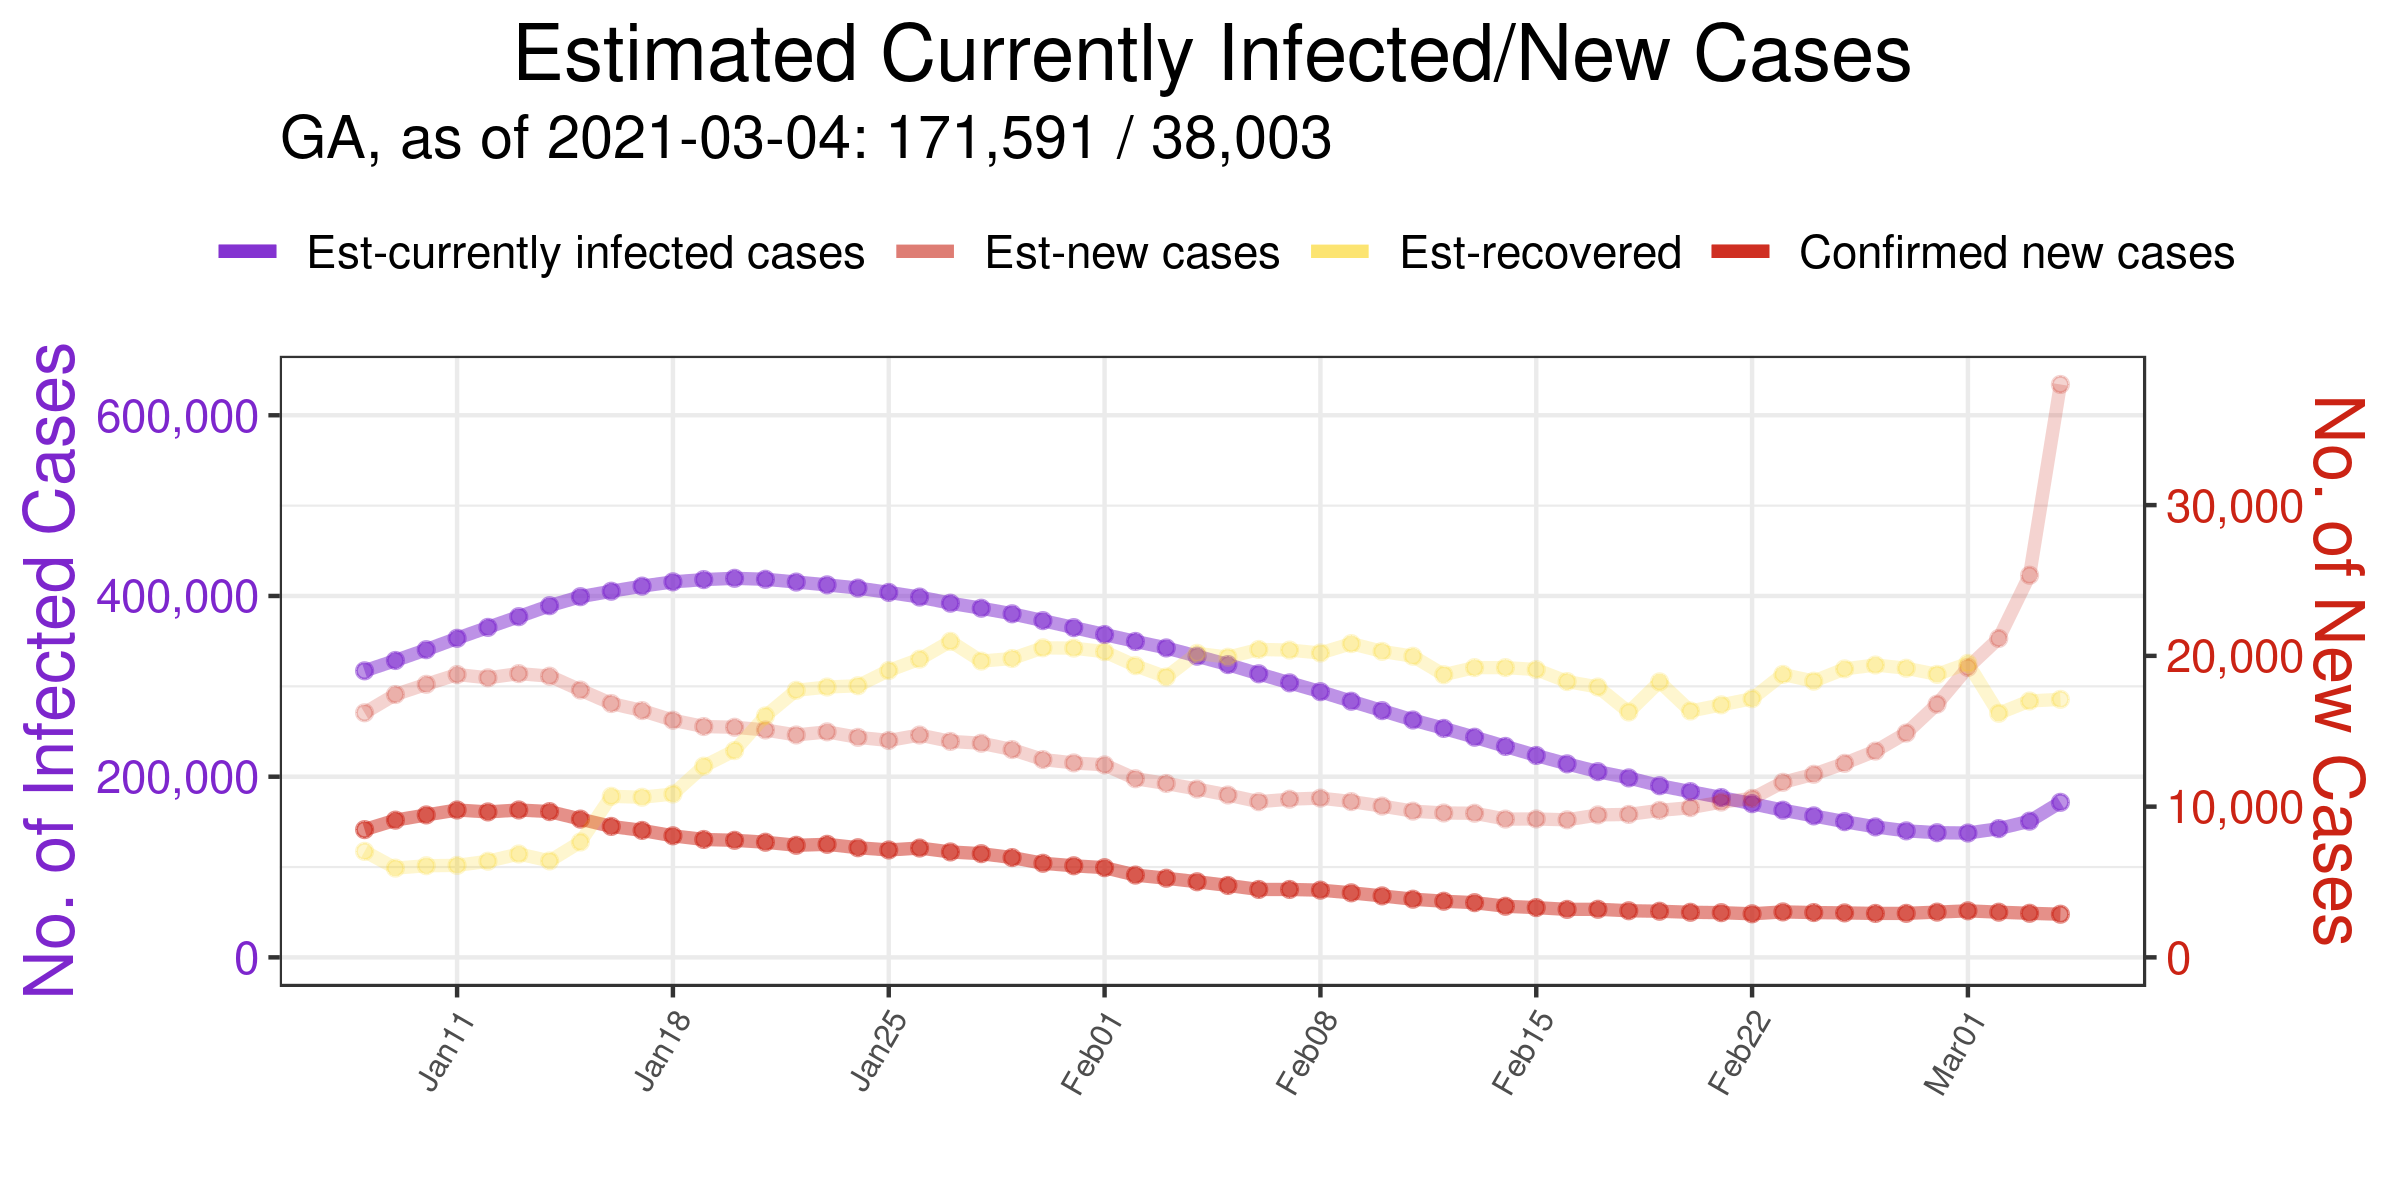 Estimated Currently Infected/New Cases
GA, as of 2021-03-04: 171,591 / 38,003
Est-currently infected cases Est-new cases Est-recovered Confirmed new cases
No. of Infected Cases
600,000
400,000
200,000
0
30,000
20,000
10,000
0
No. of New Cases
Jan11 Jan18 Jan25 Feb01 Feb08 Feb15 Feb22 Mar01